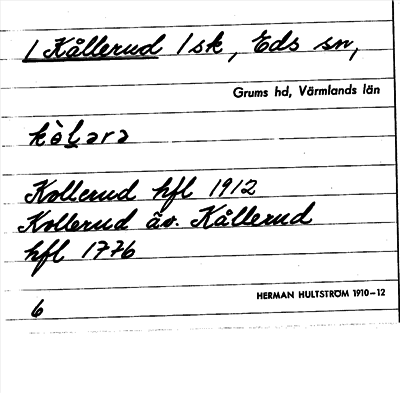 / Kållerud /sk, Eds sn,
Grums hd, Värmlands län
kòḷərə
Kollerud hfl 1912
Kollerud äv. Kållerud
hfl 1776
6
HERMAN HULTSTRÖM 1910–12